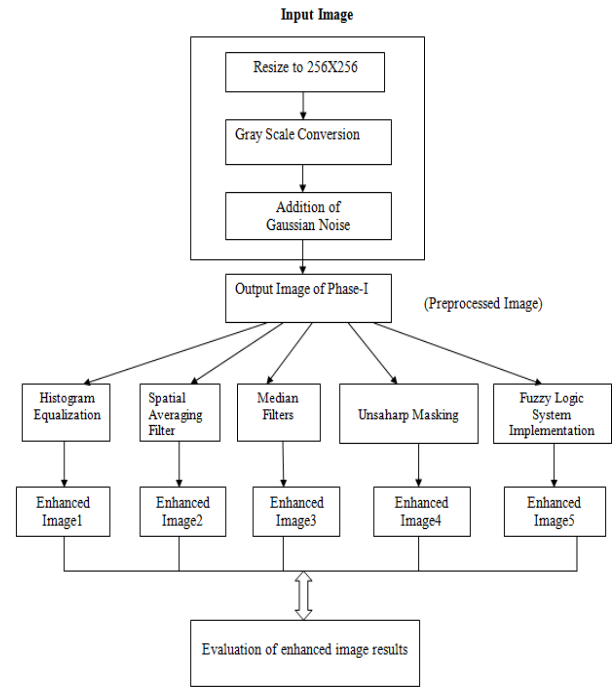 Input Image
Resize to 256X256
Gray Scale Conversion
Addition of
Gaussian Noise
Output Image of Phase-I
(Preprocessed Image)
Histogram
Equalization
Spatial
Averaging
Filter
Median
Filters
Unsaharp Masking
Fuzzy Logic
System
Implementation
Enhanced
Image1
Enhanced
Image2
Enhanced
Image3
Enhanced
Image4
Enhanced
Image5
Evaluation of enhanced image results